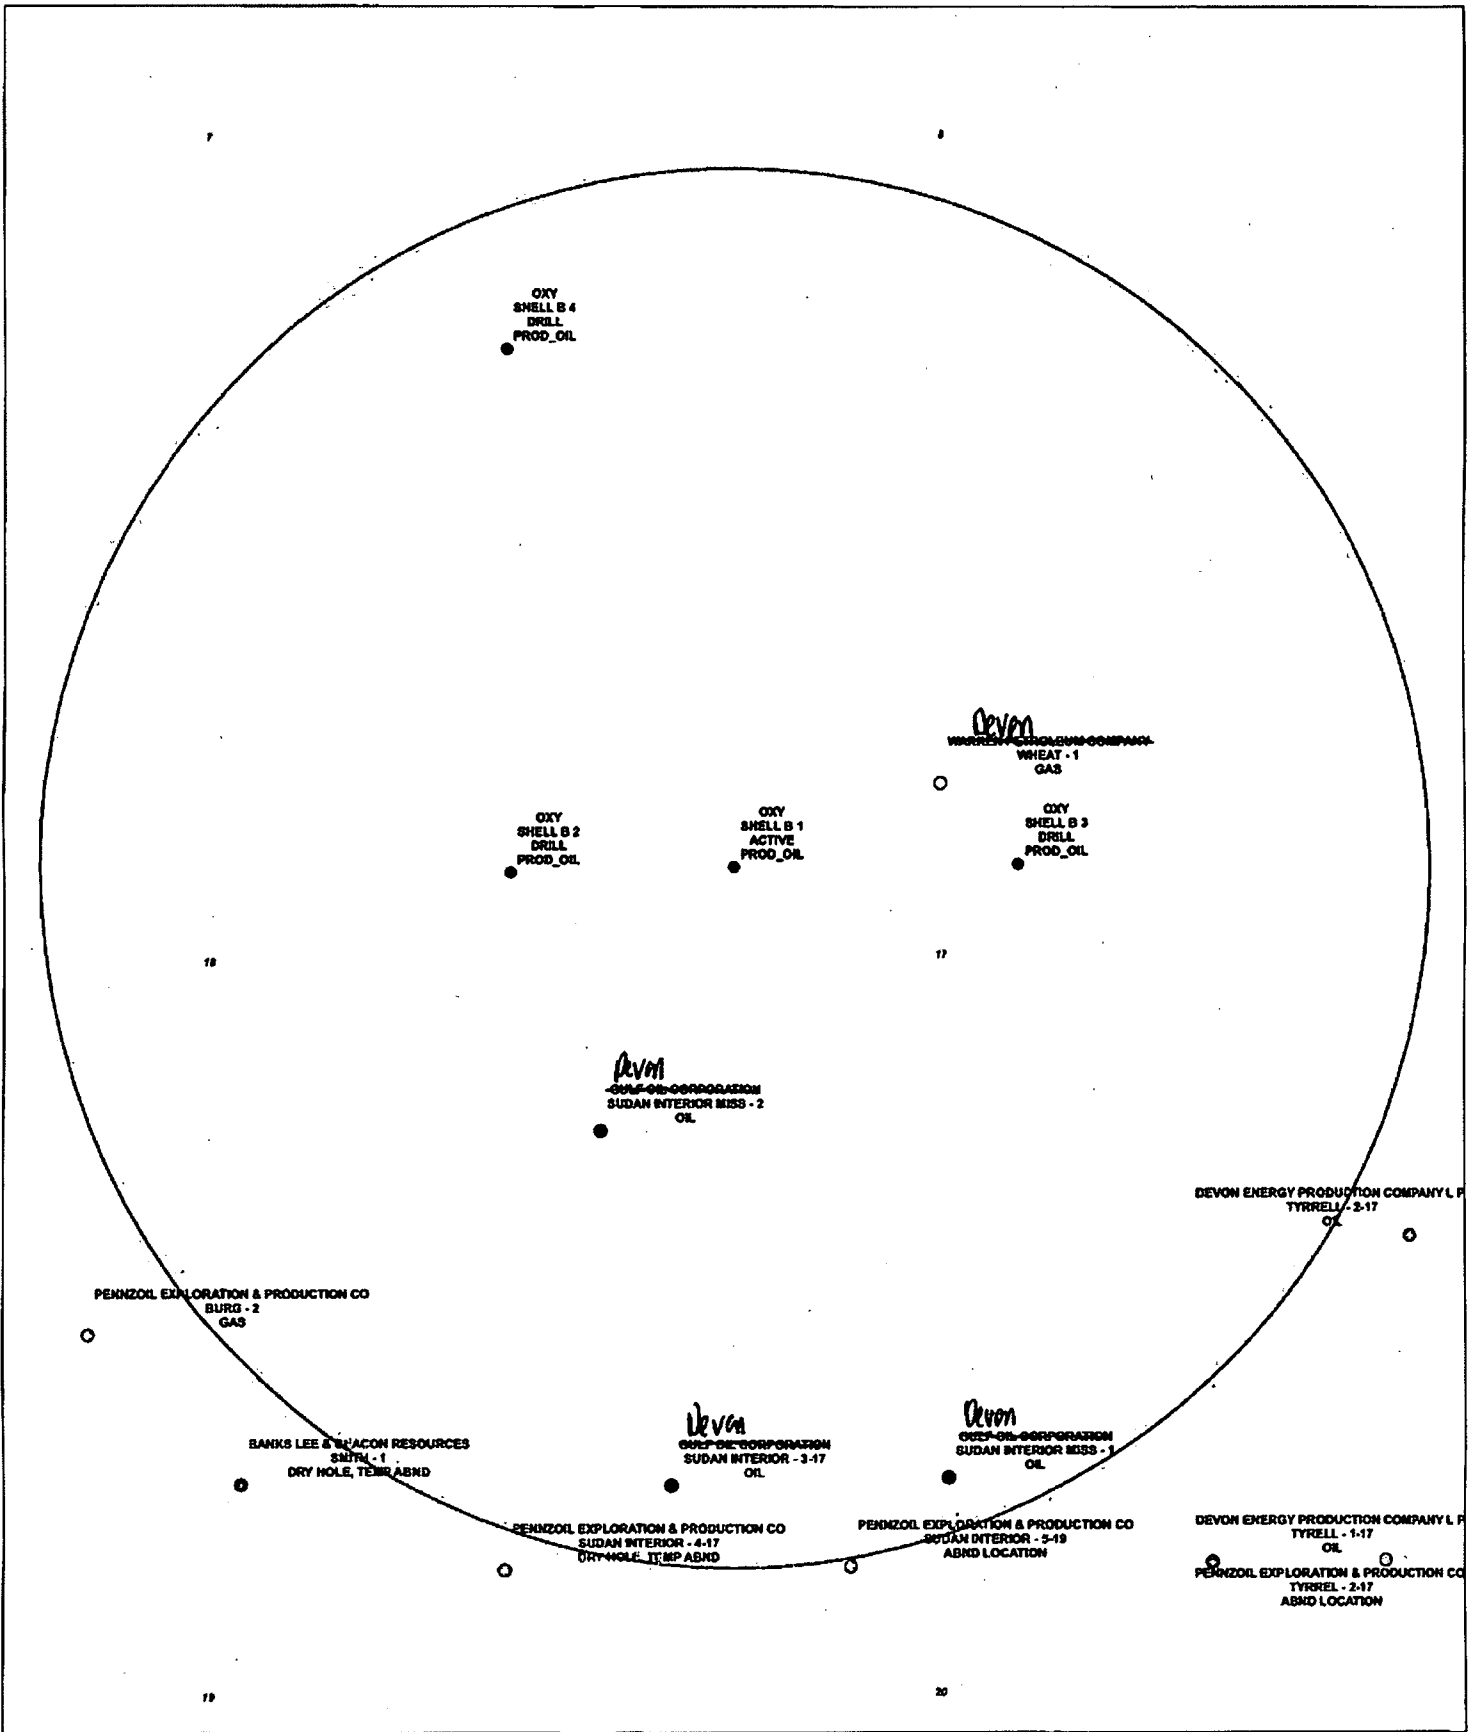 7
8
OXY
SHELL B 4
DRILL
PROD_OIL
Devon
WARREN PETROLEUM COMPANY
WHEAT - 1
GAS
OXY
SHELL B 2
DRILL
PROD_OIL
OXY
SHELL B 1
ACTIVE
PROD_OIL
OXY
SHELL B 3
DRILL
PROD_OIL
18
17
Devon
GULF OIL CORPORATION
SUDAN INTERIOR MISS - 2
OIL
DEVON ENERGY PRODUCTION COMPANY L P
TYRRELL - 2-17
OIL
PENNZOIL EXPLORATION & PRODUCTION CO
BURG - 2
GAS
BANKS LEE & BEACON RESOURCES
SMITH - 1
DRY HOLE, TEMP ABND
Devon
GULF OIL CORPORATION
SUDAN INTERIOR - 3-17
OIL
Devon
GULF OIL CORPORATION
SUDAN INTERIOR MISS - 1
OIL
PENNZOIL EXPLORATION & PRODUCTION CO
SUDAN INTERIOR - 4-17
DRY HOLE, TEMP ABND
PENNZOIL EXPLORATION & PRODUCTION CO
SUDAN INTERIOR - 5-19
ABND LOCATION
DEVON ENERGY PRODUCTION COMPANY L P
TYRELL - 1-17
OIL
PENNZOIL EXPLORATION & PRODUCTION CO
TYRREL - 2-17
ABND LOCATION
19
20